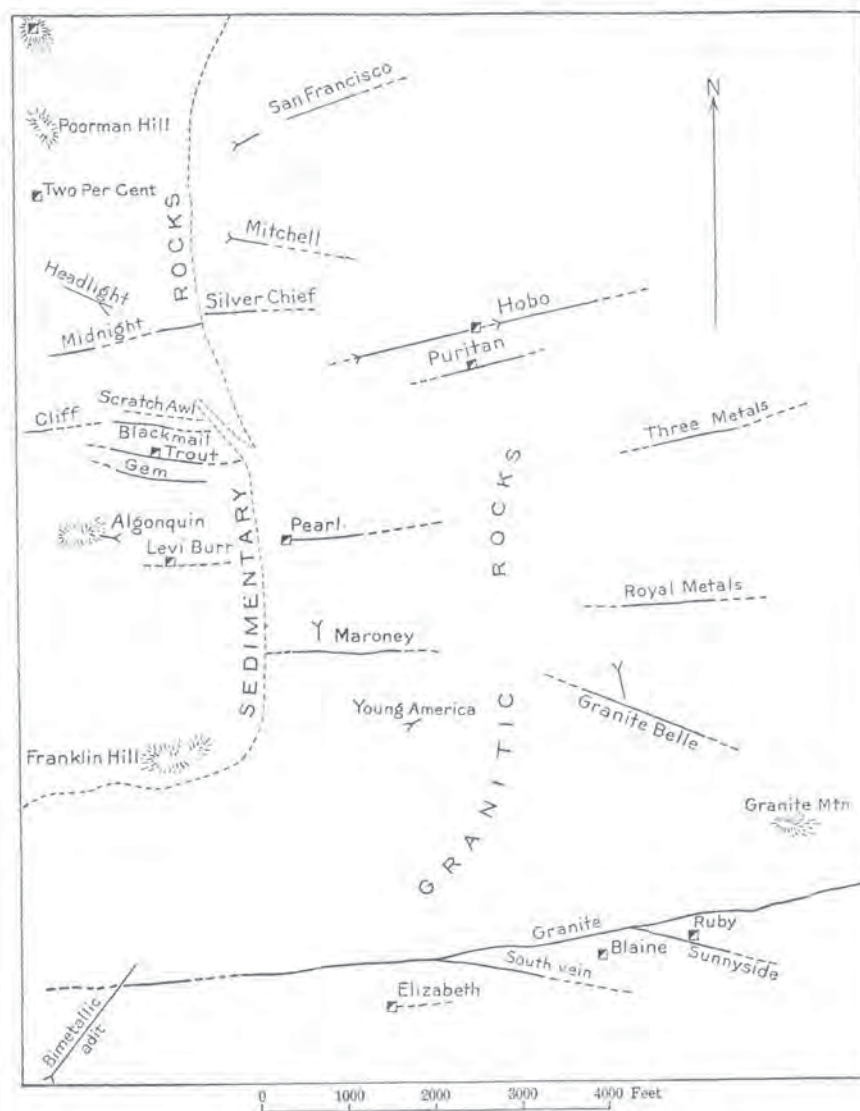 San Francisco
N
Poorman Hill
Two Per Cent
ROCKS
Mitchell
Headlight
Silver Chief
Hobo
Midnight
Puritan
Scratch Awl
Cliff
Blackmail
Three Metals
Trout
Gem
ROCKS
Algonquin
Pearl.
Levi Burr
SEDIMENTARY
Royal Metals
Maroney
Young America
Granite Belle
GRANITIC
Franklin Hill
Granite Mtn
Granite
Ruby
Blaine
Sunnyside
South vein
Elizabeth
Bimetallic
adit
0 1000 2000 3000 4000 Feet